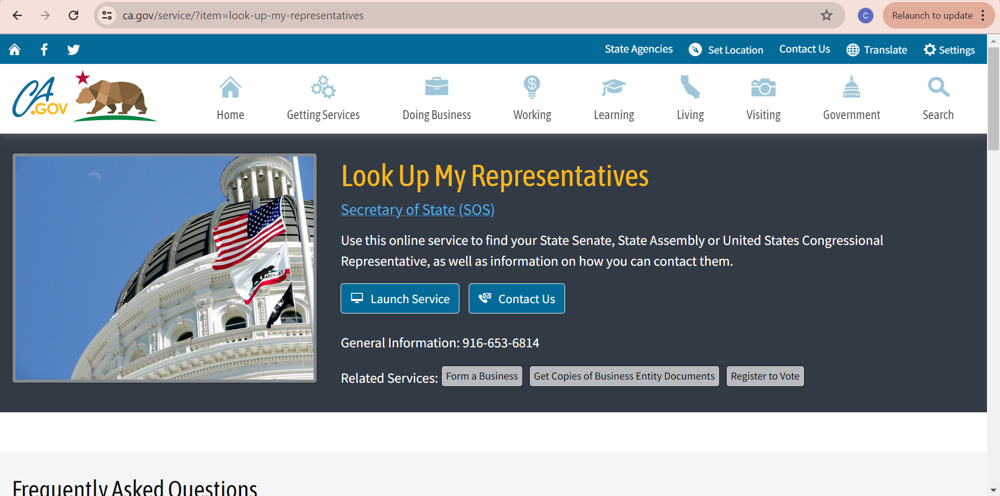 ca.gov/service/?item=look-up-my-representatives
C
Relaunch to update
State Agencies
Set Location
Contact Us
Translate
Settings
CA
.GOV
Home
Getting Services
Doing Business
Working
Learning
Living
Visiting
Government
Search
Look Up My Representatives
Secretary of State (SOS)
Use this online service to find your State Senate, State Assembly or United States Congressional
Representative, as well as information on how you can contact them.
Launch Service
Contact Us
General Information: 916-653-6814
Related Services:
Form a Business
Get Copies of Business Entity Documents
Register to Vote
Frequently Asked Questions